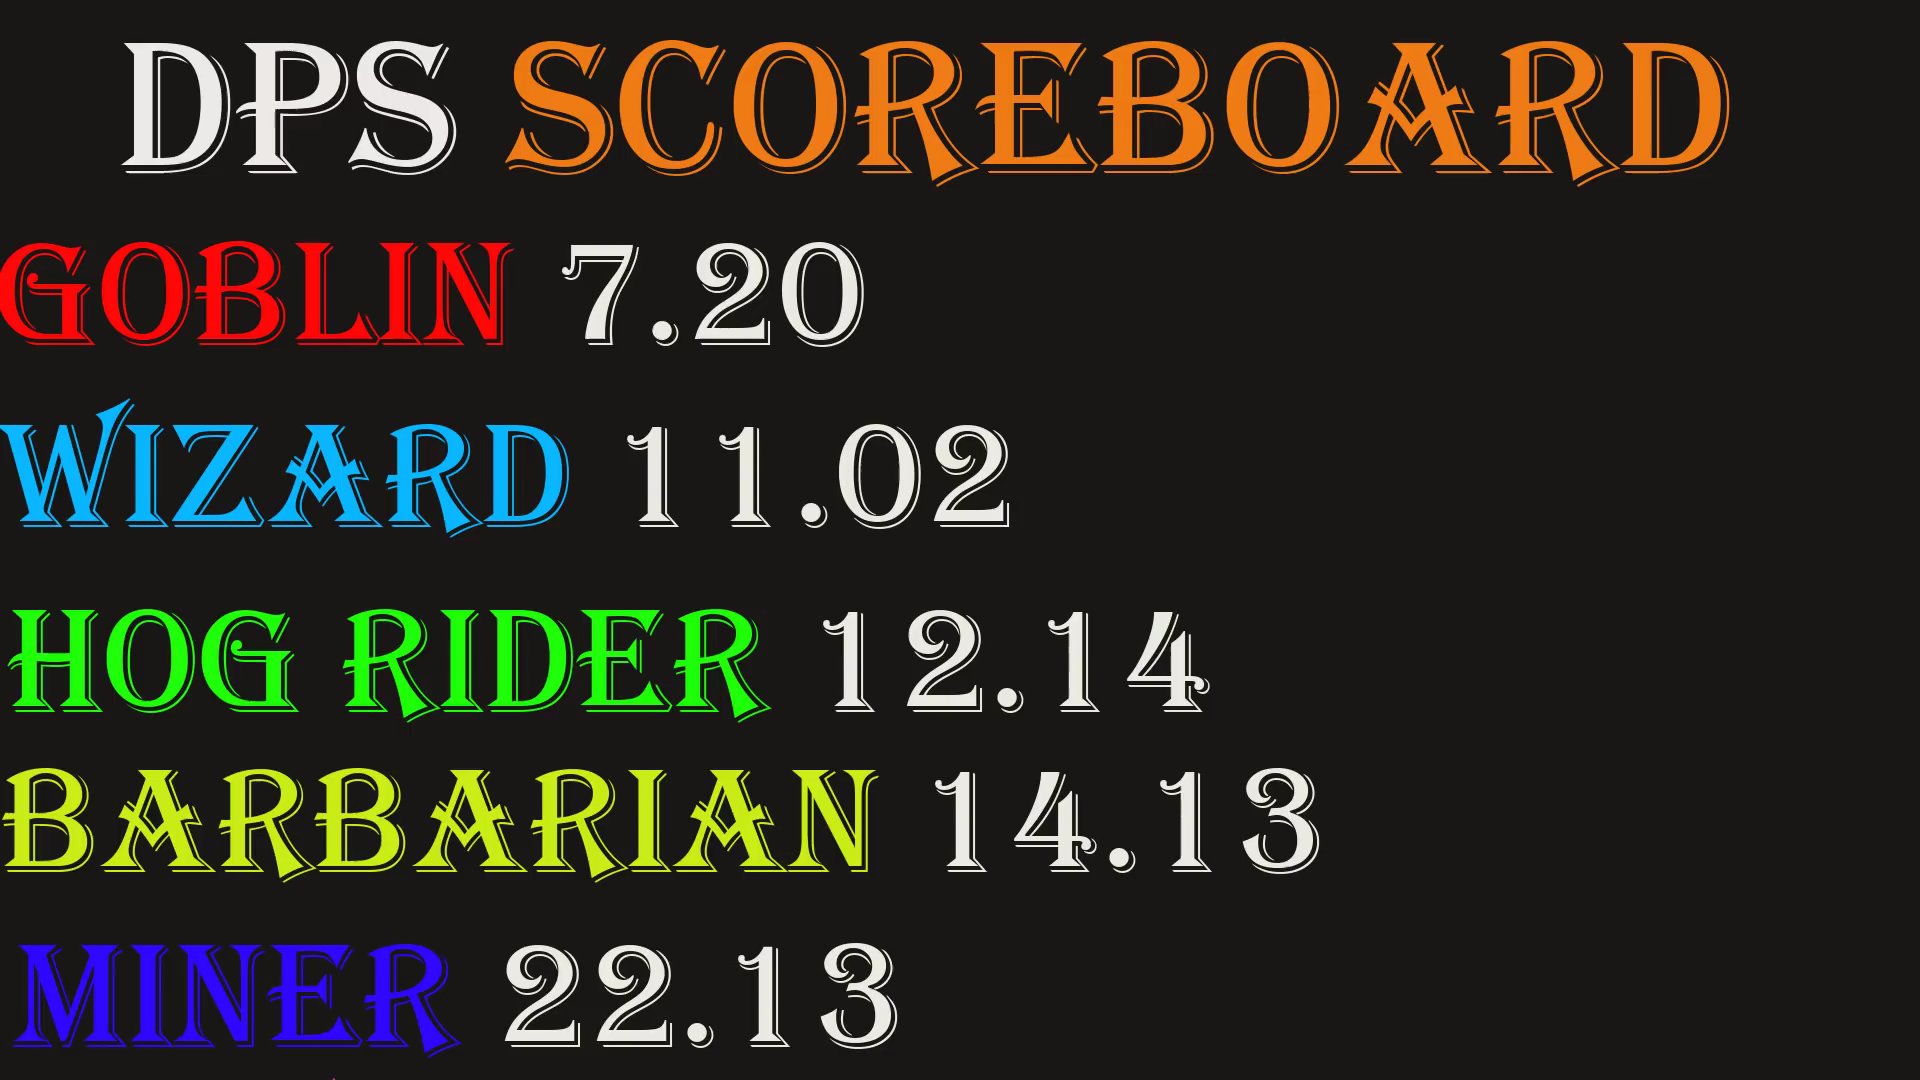 DPS SCOREBOARD
GOBLIN 7.20
WIZARD 11.02
HOG RIDER 12.14
BARBARIAN 14.13
MINER 22.13